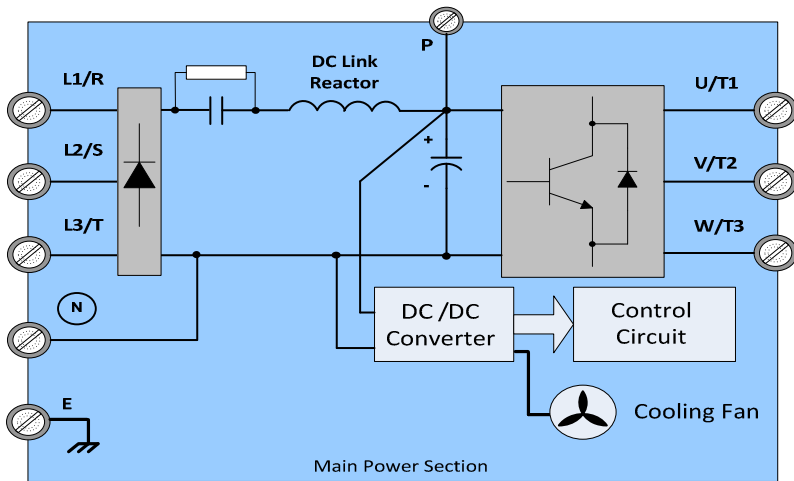 P
L1/R
DC Link
Reactor
U/T1
L2/S
+
V/T2
-
L3/T
W/T3
N
DC /DC
Converter
Control
Circuit
E
Cooling Fan
Main Power Section